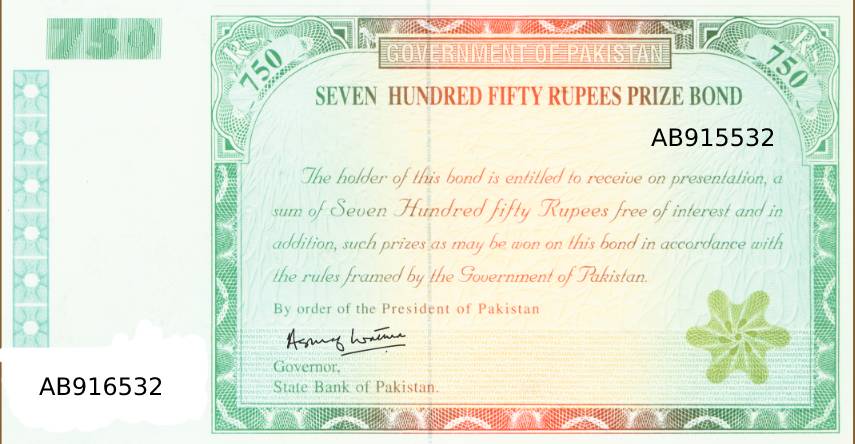 750
RS
750
GOVERNMENT OF PAKISTAN
RS
750
SEVEN HUNDRED FIFTY RUPEES PRIZE BOND
AB915532
The holder of this bond is entitled to receive on presentation, a
sum of Seven Hundred fifty Rupees free of interest and in
addition, such prizes as may be won on this bond in accordance with
the rules framed by the Government of Pakistan.
By order of the President of Pakistan
Governor,
State Bank of Pakistan.
AB916532